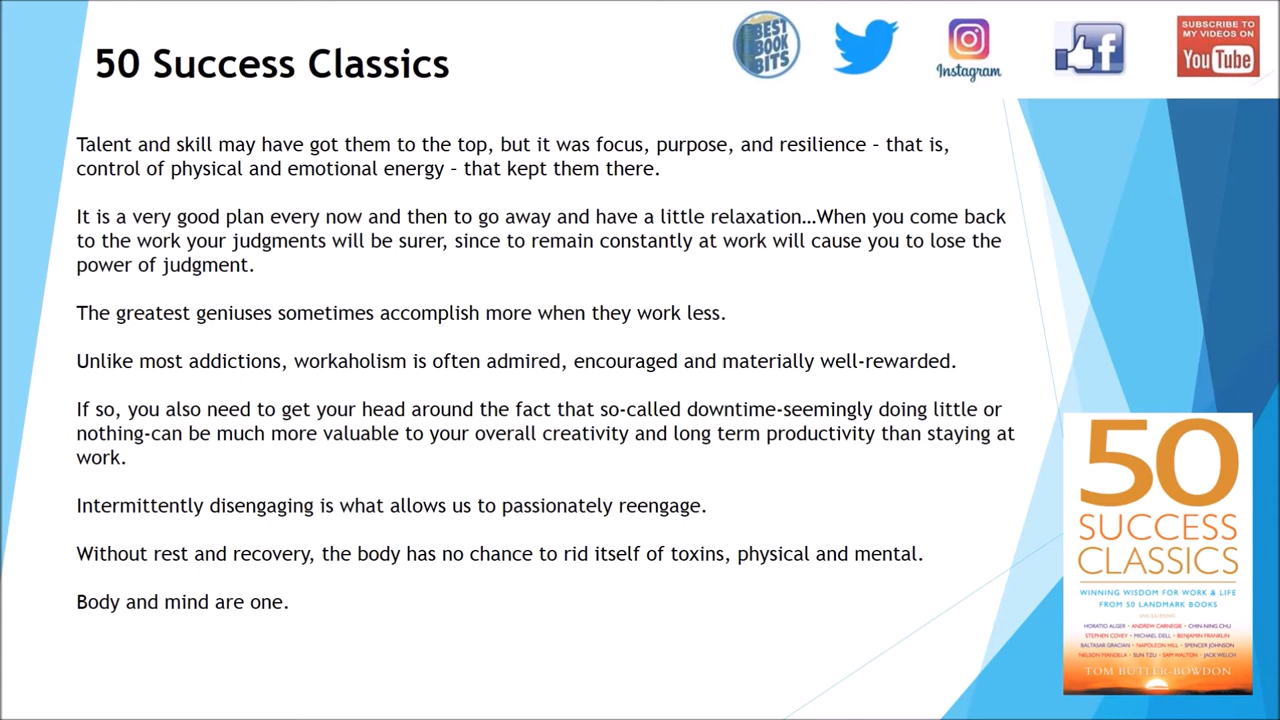 50 Success Classics
BEST
BOOK
BITS
Instagram
f
SUBSCRIBE TO
MY VIDEOS ON
YouTube
Talent and skill may have got them to the top, but it was focus, purpose, and resilience – that is,
control of physical and emotional energy – that kept them there.
It is a very good plan every now and then to go away and have a little relaxation…When you come back
to the work your judgments will be surer, since to remain constantly at work will cause you to lose the
power of judgment.
The greatest geniuses sometimes accomplish more when they work less.
Unlike most addictions, workaholism is often admired, encouraged and materially well-rewarded.
If so, you also need to get your head around the fact that so-called downtime-seemingly doing little or
nothing-can be much more valuable to your overall creativity and long term productivity than staying at
work.
Intermittently disengaging is what allows us to passionately reengage.
Without rest and recovery, the body has no chance to rid itself of toxins, physical and mental.
Body and mind are one.
50
SUCCESS
CLASSICS
WINNING WISDOM FOR WORK & LIFE
FROM 50 LANDMARK BOOKS
HORATIO ALGER • ANDREW CARNEGIE • CHIN-NING CHU
STEPHEN COVEY • MICHAEL DELL • BENJAMIN FRANKLIN
BALTASAR GRACIAN • NAPOLEON HILL • SPENCER JOHNSON
NELSON MANDELA • SUN TZU • SAM WALTON • JACK WELCH
TOM BUTLER-BOWDON